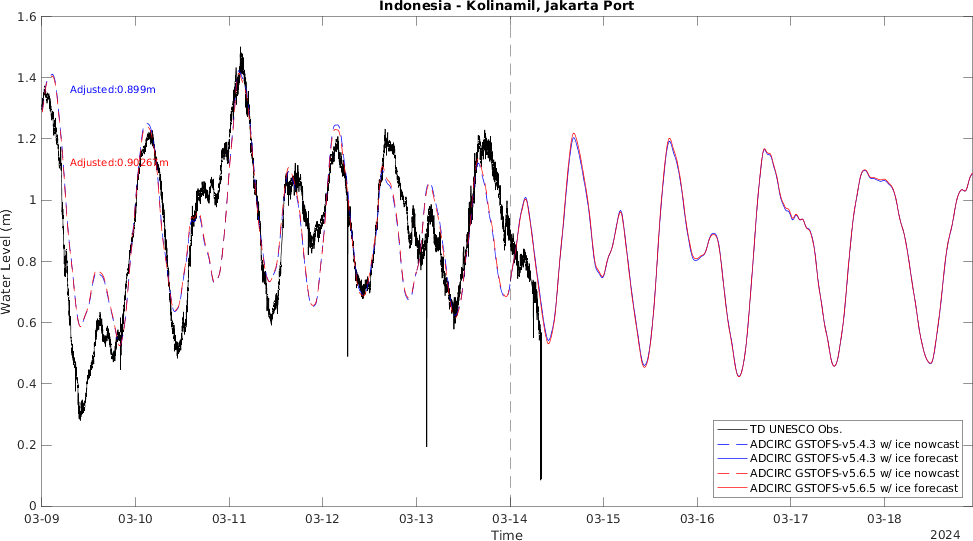 Indonesia - Kolinamil, Jakarta Port
1.6
1.4
1.2
1
0.8
0.6
0.4
0.2
0
Water Level (m)
Adjusted:0.899m
Adjusted:0.90267m
TD UNESCO Obs.
ADCIRC GSTOFS-v5.4.3 w/ ice nowcast
ADCIRC GSTOFS-v5.4.3 w/ ice forecast
ADCIRC GSTOFS-v5.6.5 w/ ice nowcast
ADCIRC GSTOFS-v5.6.5 w/ ice forecast
03-09 03-10 03-11 03-12 03-13 03-14 03-15 03-16 03-17 03-18
Time
2024